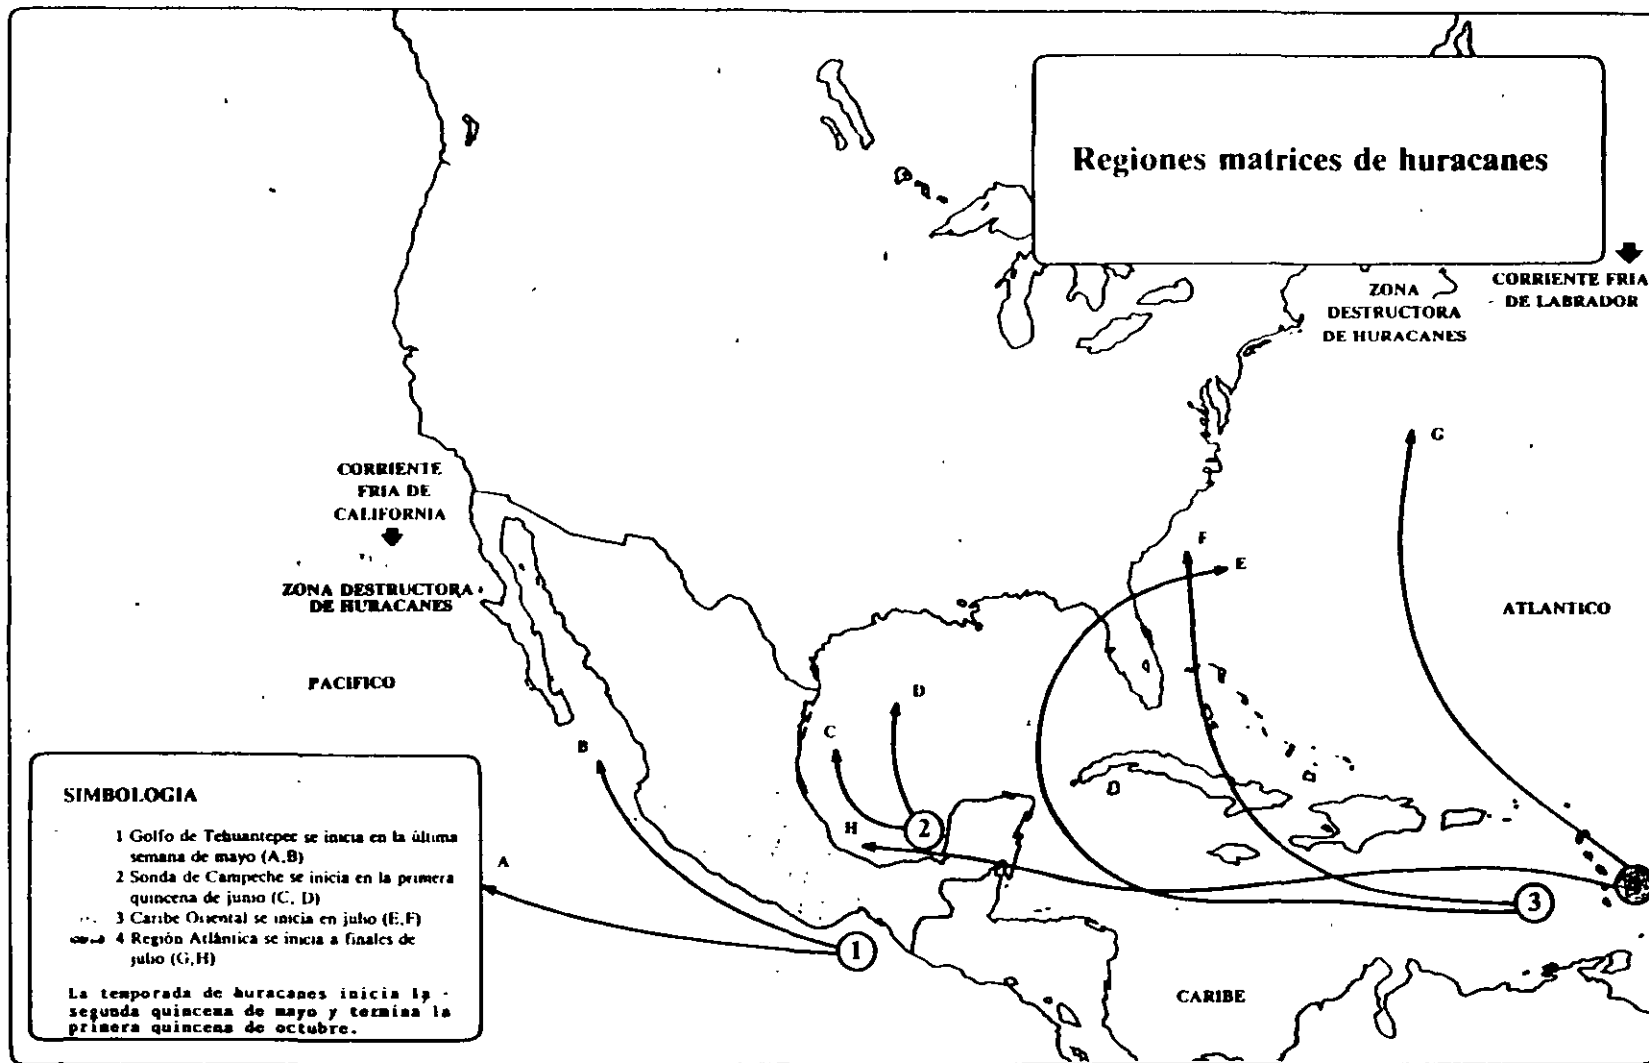 Regiones matrices de huracanes
CORRIENTE FRIA
DE LABRADOR
ZONA
DESTRUCTORA
DE HURACANES
G
CORRIENTE
FRIA DE
CALIFORNIA
ZONA DESTRUCTORA
DE HURACANES
F
E
ATLANTICO
PACIFICO
D
C
B
H
2
A
3
1
CARIBE
SIMBOLOGIA
1 Golfo de Tehuantepec se inicia en la última
semana de mayo (A,B)
2 Sonda de Campeche se inicia en la primera
quincena de junio (C, D)
3 Caribe Oriental se inicia en julio (E,F)
4 Región Atlántica se inicia a finales de
julio (G,H)
La temporada de huracanes inicia la
segunda quincena de mayo y termina la
primera quincena de octubre.